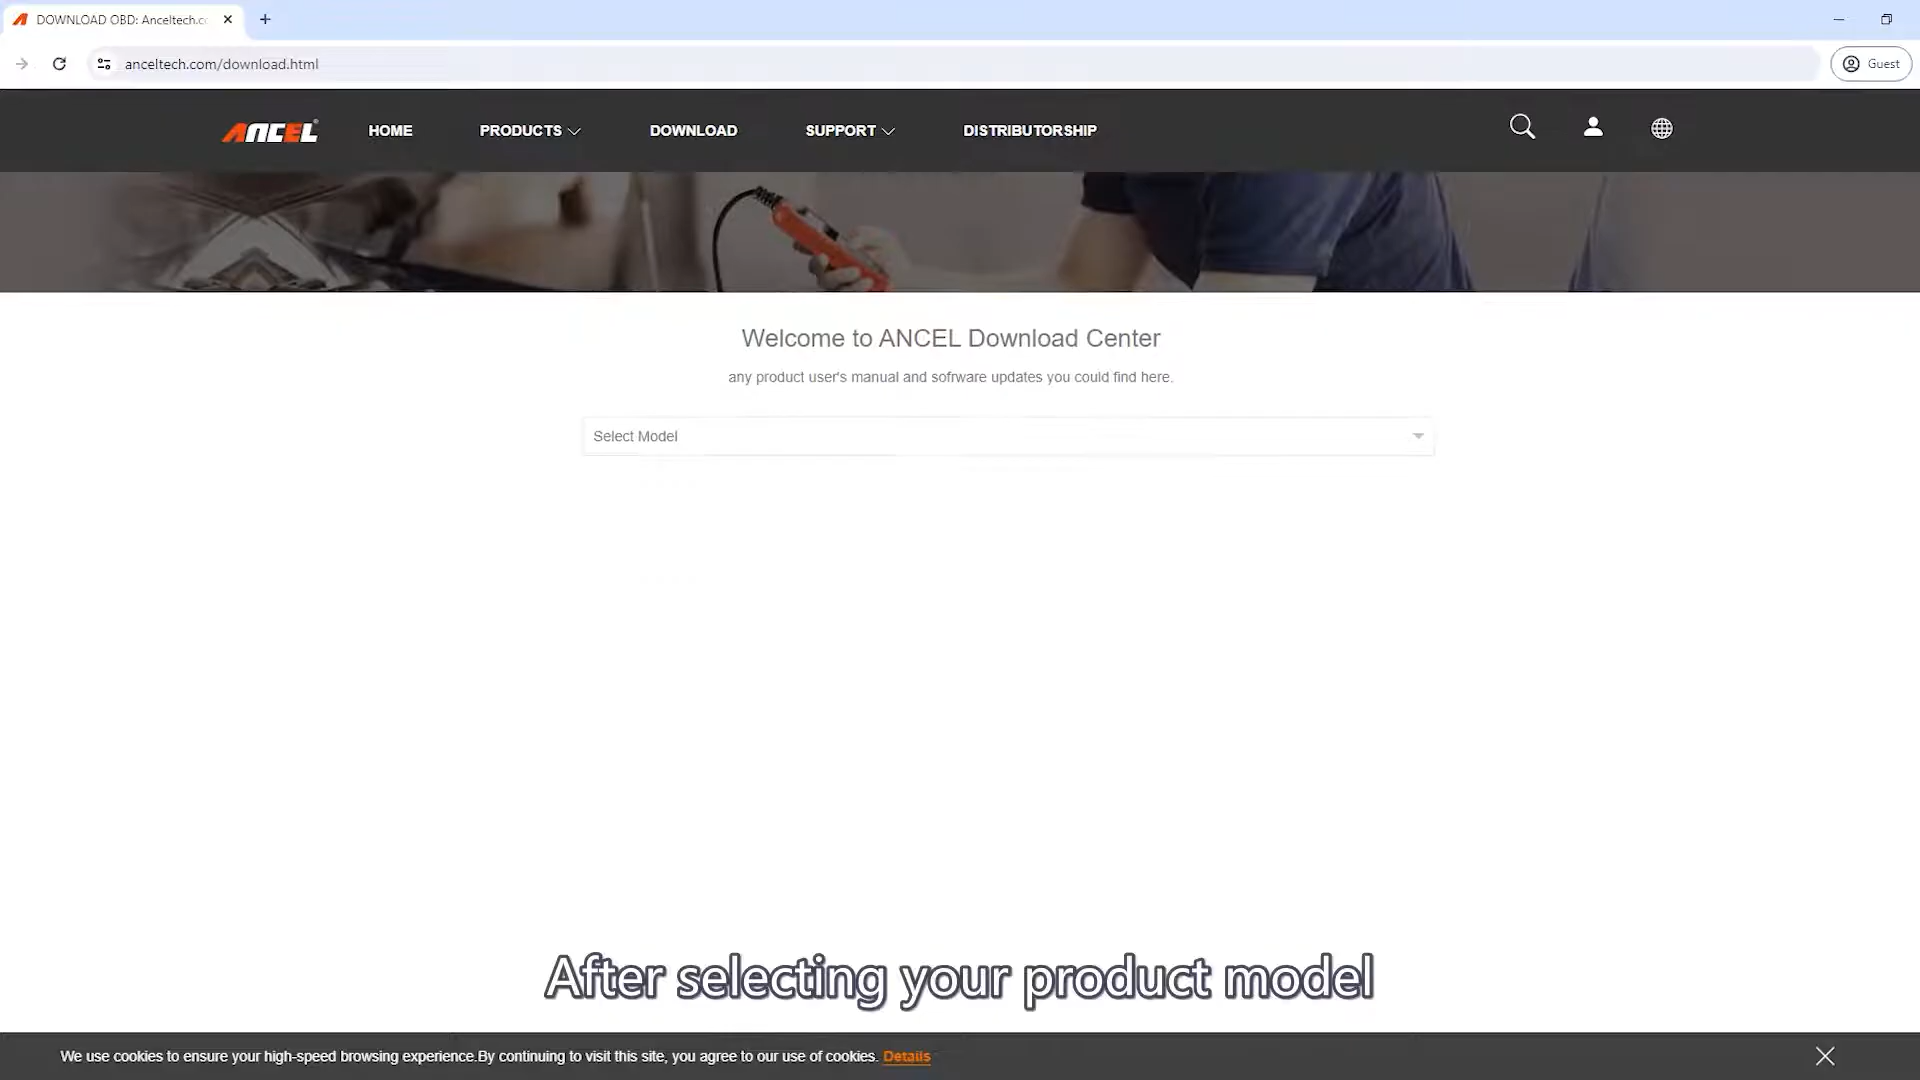 DOWNLOAD OBD: Anceltech.c
anceltech.com/download.html
Guest
ANCEL
HOME
PRODUCTS
DOWNLOAD
SUPPORT
DISTRIBUTORSHIP
Welcome to ANCEL Download Center
any product user's manual and sofrware updates you could find here.
Select Model
After selecting your product model
We use cookies to ensure your high-speed browsing experience.By continuing to visit this site, you agree to our use of cookies. Details